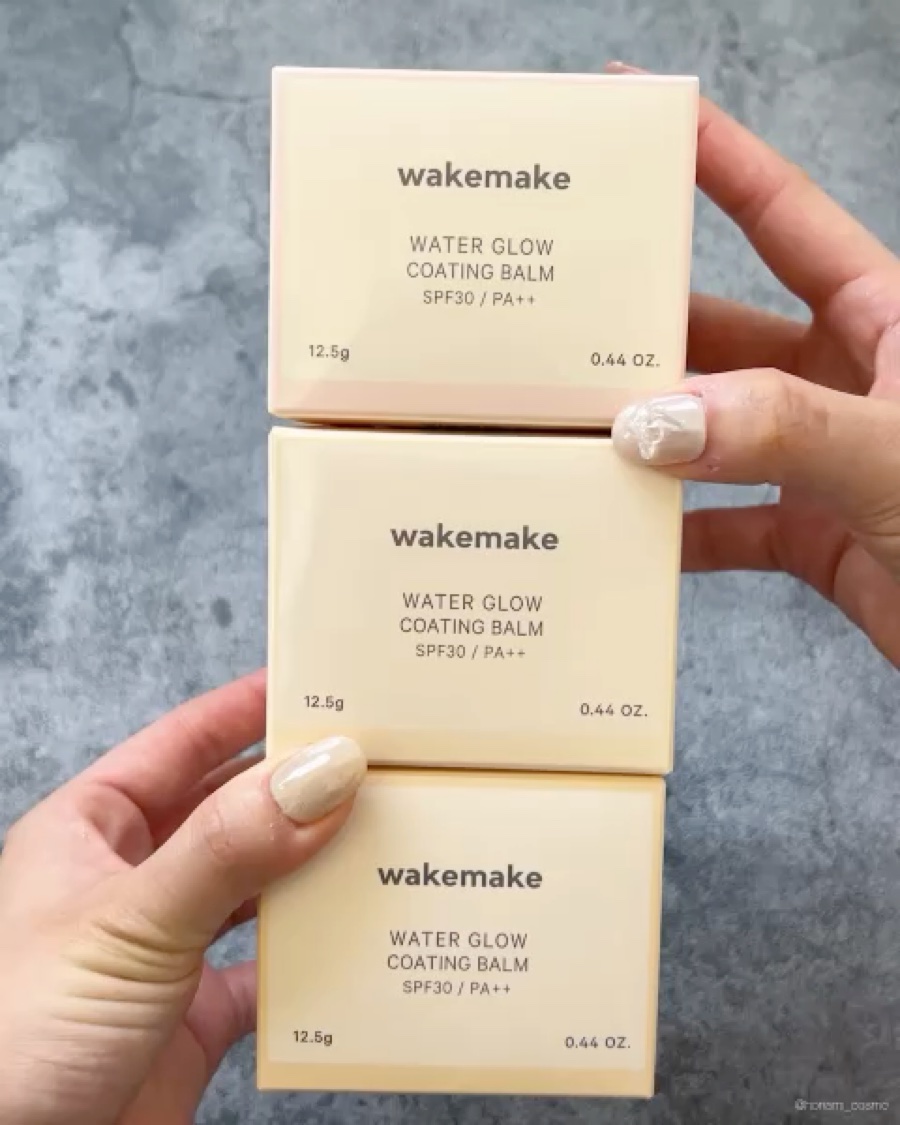 wakemake
WATER GLOW
COATING BALM
SPF30 / PA++
12.5g 0.44 OZ.
wakemake
WATER GLOW
COATING BALM
SPF30 / PA++
12.5g 0.44 OZ.
wakemake
WATER GLOW
COATING BALM
SPF30 / PA++
12.5g 0.44 OZ.
@honami_cosme